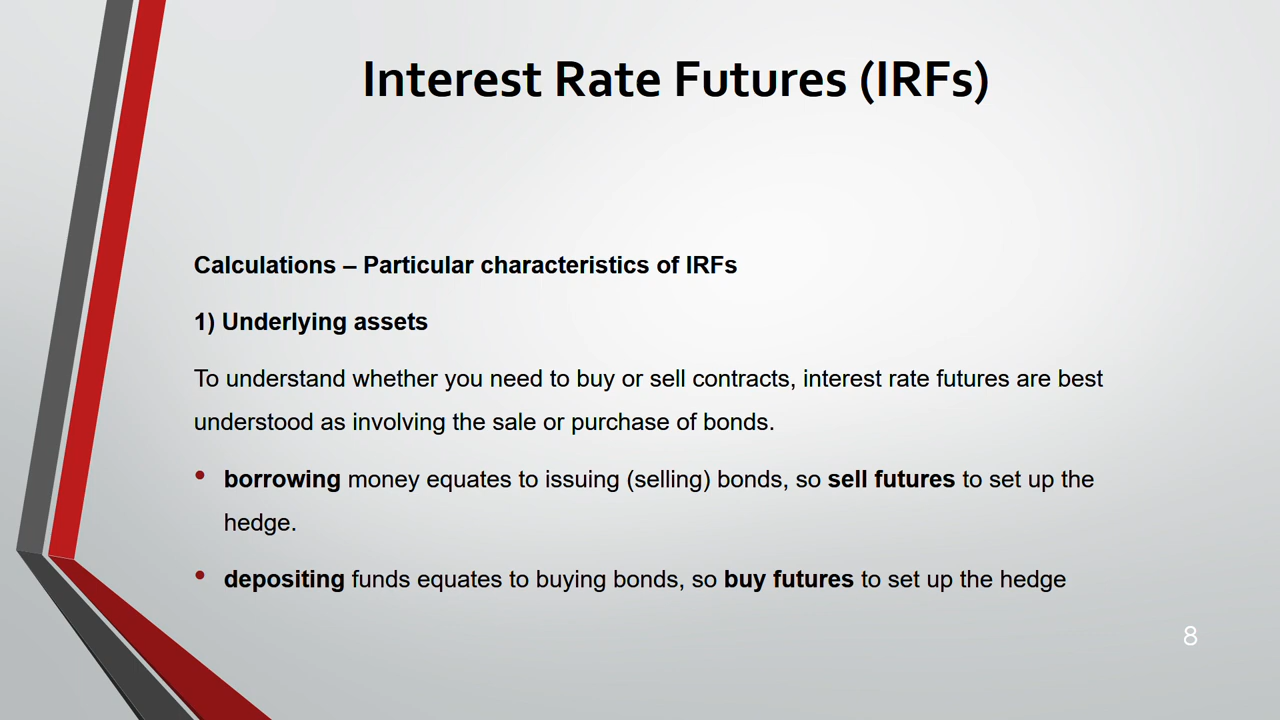 Interest Rate Futures (IRFs)
Calculations – Particular characteristics of IRFs
1) Underlying assets
To understand whether you need to buy or sell contracts, interest rate futures are best
understood as involving the sale or purchase of bonds.
• borrowing money equates to issuing (selling) bonds, so sell futures to set up the
hedge.
• depositing funds equates to buying bonds, so buy futures to set up the hedge
8